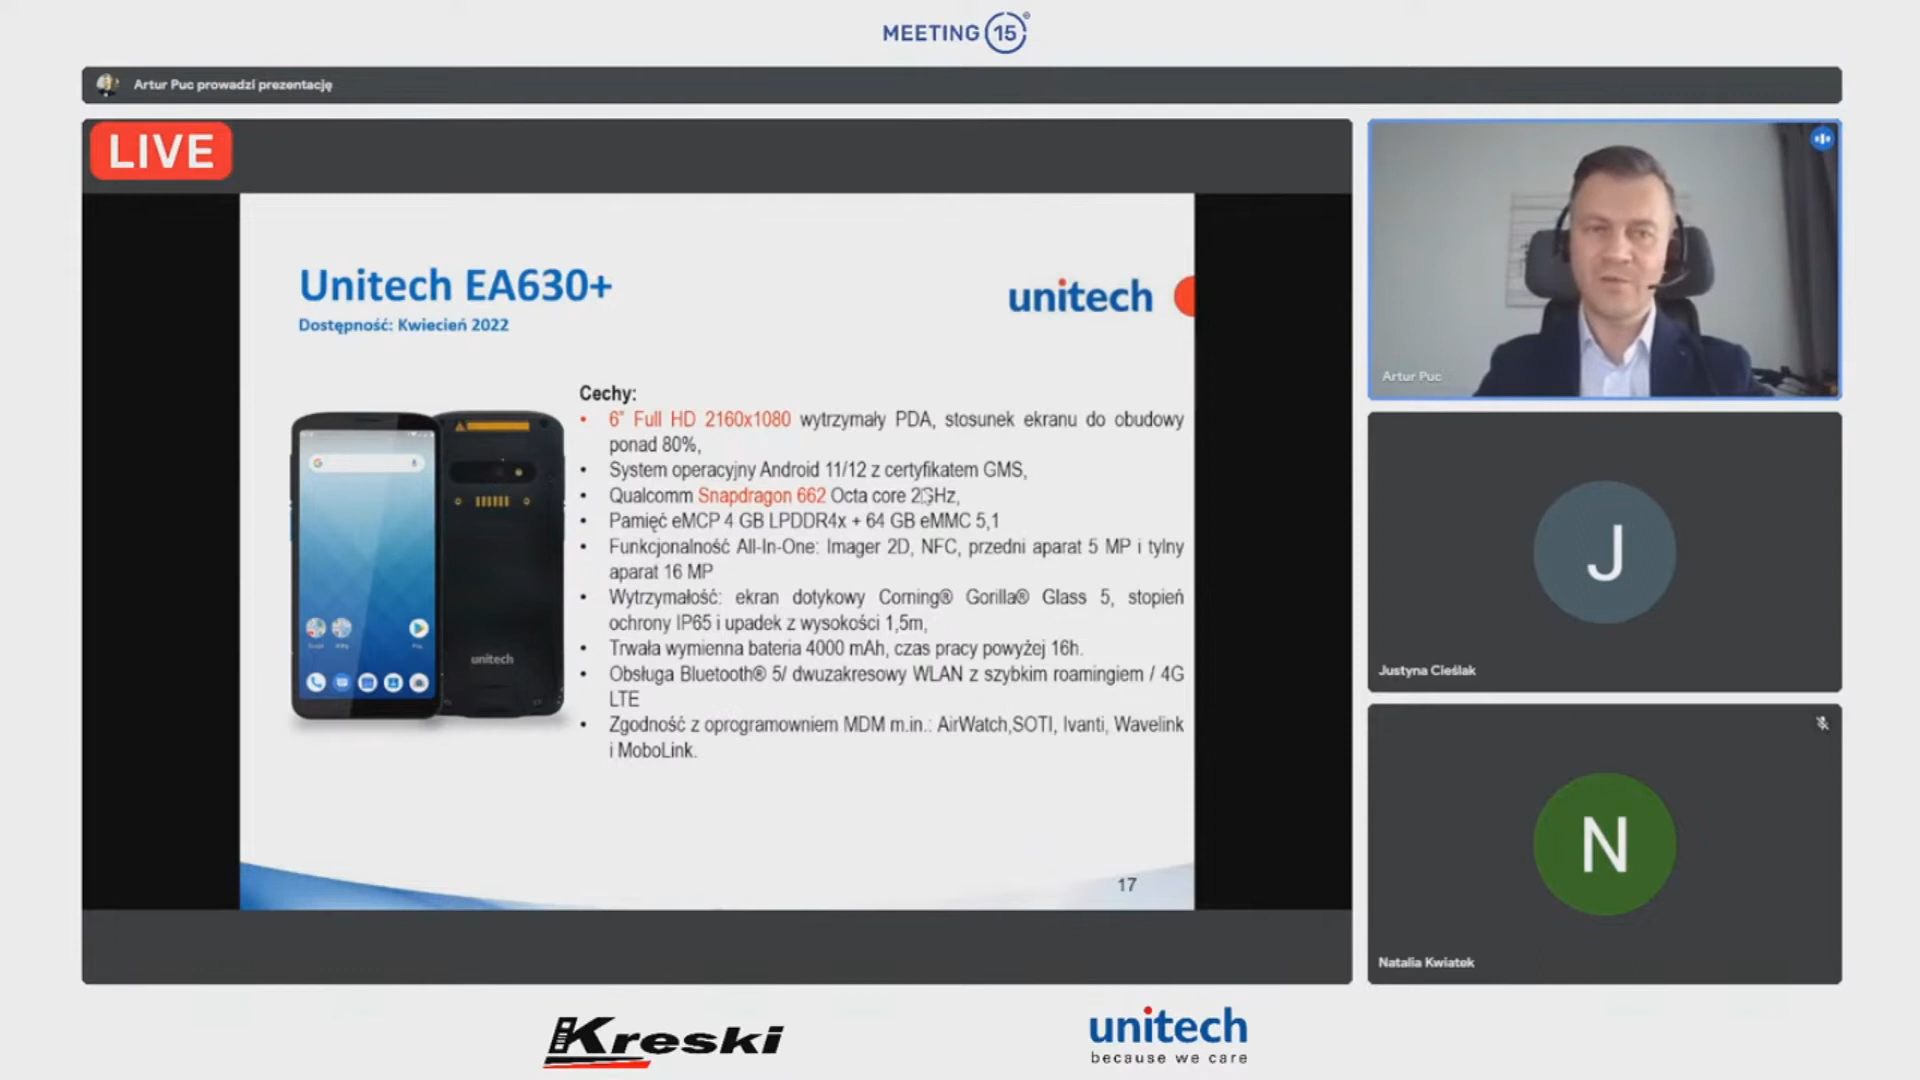 MEETING 15
Artur Puc prowadzi prezentację
LIVE
Unitech EA630+
Dostępność: Kwiecień 2022
unitech
Cechy:
• 6" Full HD 2160x1080 wytrzymały PDA, stosunek ekranu do obudowy
ponad 80%,
• System operacyjny Android 11/12 z certyfikatem GMS,
• Qualcomm Snapdragon 662 Octa core 2GHz,
• Pamięć eMCP 4 GB LPDDR4x + 64 GB eMMC 5,1
• Funkcjonalność All-In-One: Imager 2D, NFC, przedni aparat 5 MP i tylny
aparat 16 MP
• Wytrzymałość: ekran dotykowy Corning® Gorilla® Glass 5, stopień
ochrony IP65 i upadek z wysokości 1,5m,
• Trwała wymienna bateria 4000 mAh, czas pracy powyżej 16h.
• Obsługa Bluetooth® 5/ dwuzakresowy WLAN z szybkim roamingiem / 4G
LTE
• Zgodność z oprogramowniem MDM m.in.: AirWatch,SOTI, Ivanti, Wavelink
i MoboLink.
unitech
17
Artur Puc
J
Justyna Cieślak
N
Natalia Kwiatek
Kreski
unitech
because we care